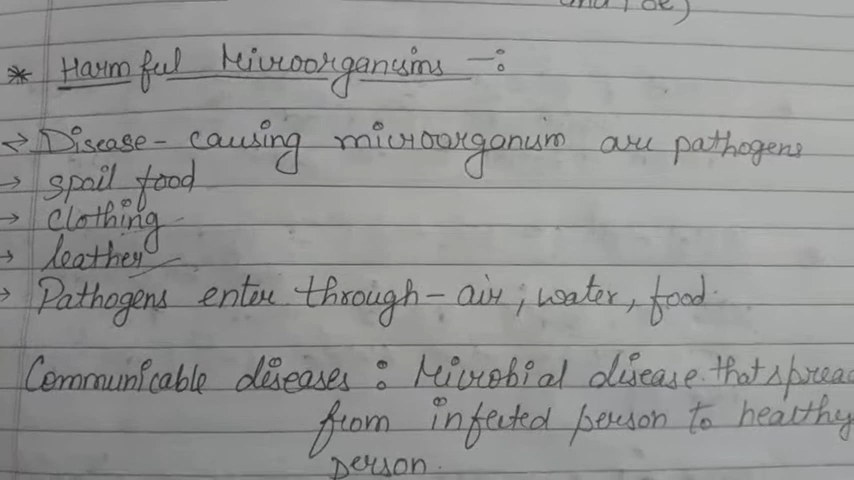 * Harmful Microorganisms -:
→ Disease - causing microorganism are pathogens
→ spoil food
→ clothing
→ leather
→ Pathogens enter through - air, water, food.
Communicable diseases : Microbial disease that spread
from infected person to healthy
person.